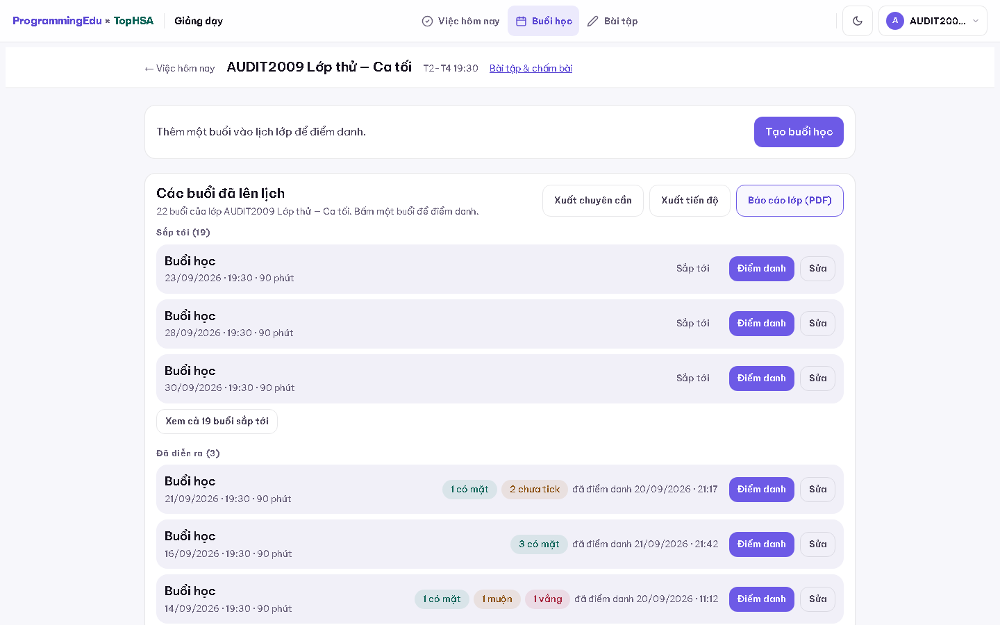 ProgrammingEdu × TopHSA
Giảng dạy
Việc hôm nay
Buổi học
Bài tập
A
AUDIT200...
← Việc hôm nay
AUDIT2009 Lớp thử — Ca tối
T2-T4 19:30
Bài tập & chấm bài
Thêm một buổi vào lịch lớp để điểm danh.
Tạo buổi học
Các buổi đã lên lịch
22 buổi của lớp AUDIT2009 Lớp thử — Ca tối. Bấm một buổi để điểm danh.
Xuất chuyên cần
Xuất tiến độ
Báo cáo lớp (PDF)
Sắp tới (19)
Buổi học
23/09/2026 · 19:30 · 90 phút
Sắp tới
Điểm danh
Sửa
Buổi học
28/09/2026 · 19:30 · 90 phút
Sắp tới
Điểm danh
Sửa
Buổi học
30/09/2026 · 19:30 · 90 phút
Sắp tới
Điểm danh
Sửa
Xem cả 19 buổi sắp tới
Đã diễn ra (3)
Buổi học
21/09/2026 · 19:30 · 90 phút
1 có mặt
2 chưa tick
đã điểm danh 20/09/2026 · 21:17
Điểm danh
Sửa
Buổi học
16/09/2026 · 19:30 · 90 phút
3 có mặt
đã điểm danh 21/09/2026 · 21:42
Điểm danh
Sửa
Buổi học
14/09/2026 · 19:30 · 90 phút
1 có mặt
1 muộn
1 vắng
đã điểm danh 20/09/2026 · 11:12
Điểm danh
Sửa